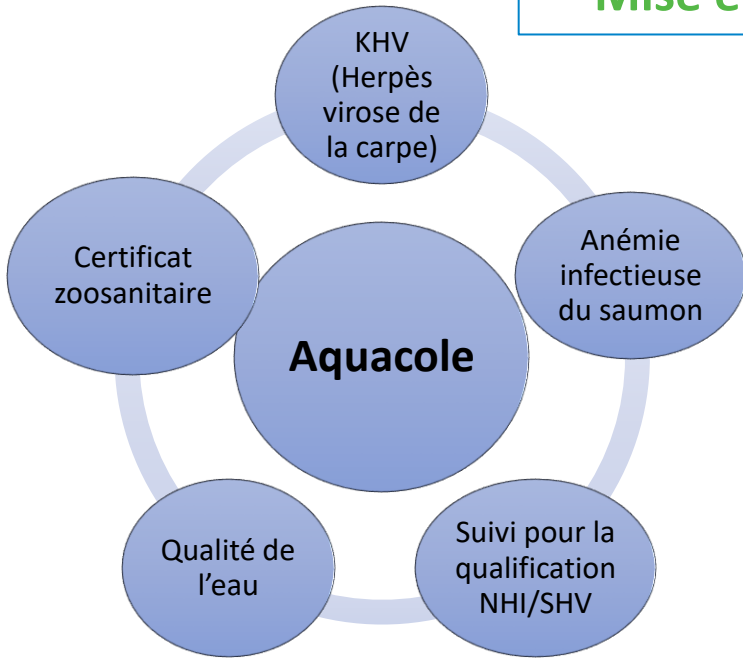 Mise e
KHV
(Herpès
virose de
la carpe)
Anémie
infectieuse
du saumon
Certificat
zoosanitaire
Aquacole
Suivi pour la
qualification
NHI/SHV
Qualité de
l'eau